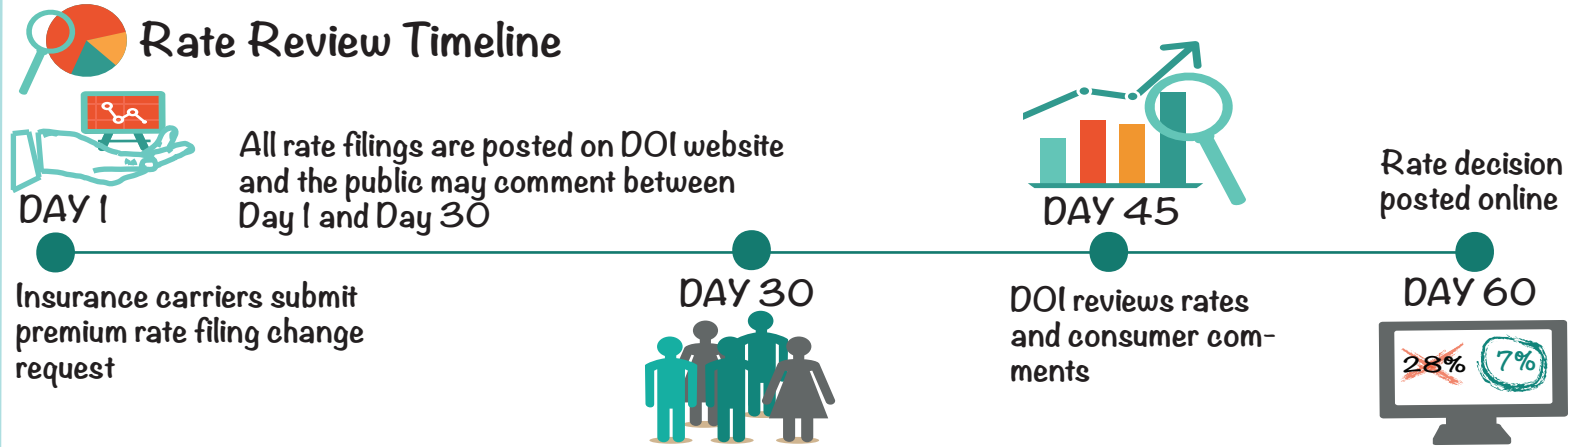 Rate Review Timeline
All rate filings are posted on DOI website
and the public may comment between
Day 1 and Day 30
DAY 1
Insurance carriers submit
premium rate filing change
request
DAY 30
DAY 45
DOI reviews rates
and consumer com-
ments
Rate decision
posted online
DAY 60
28% 7%